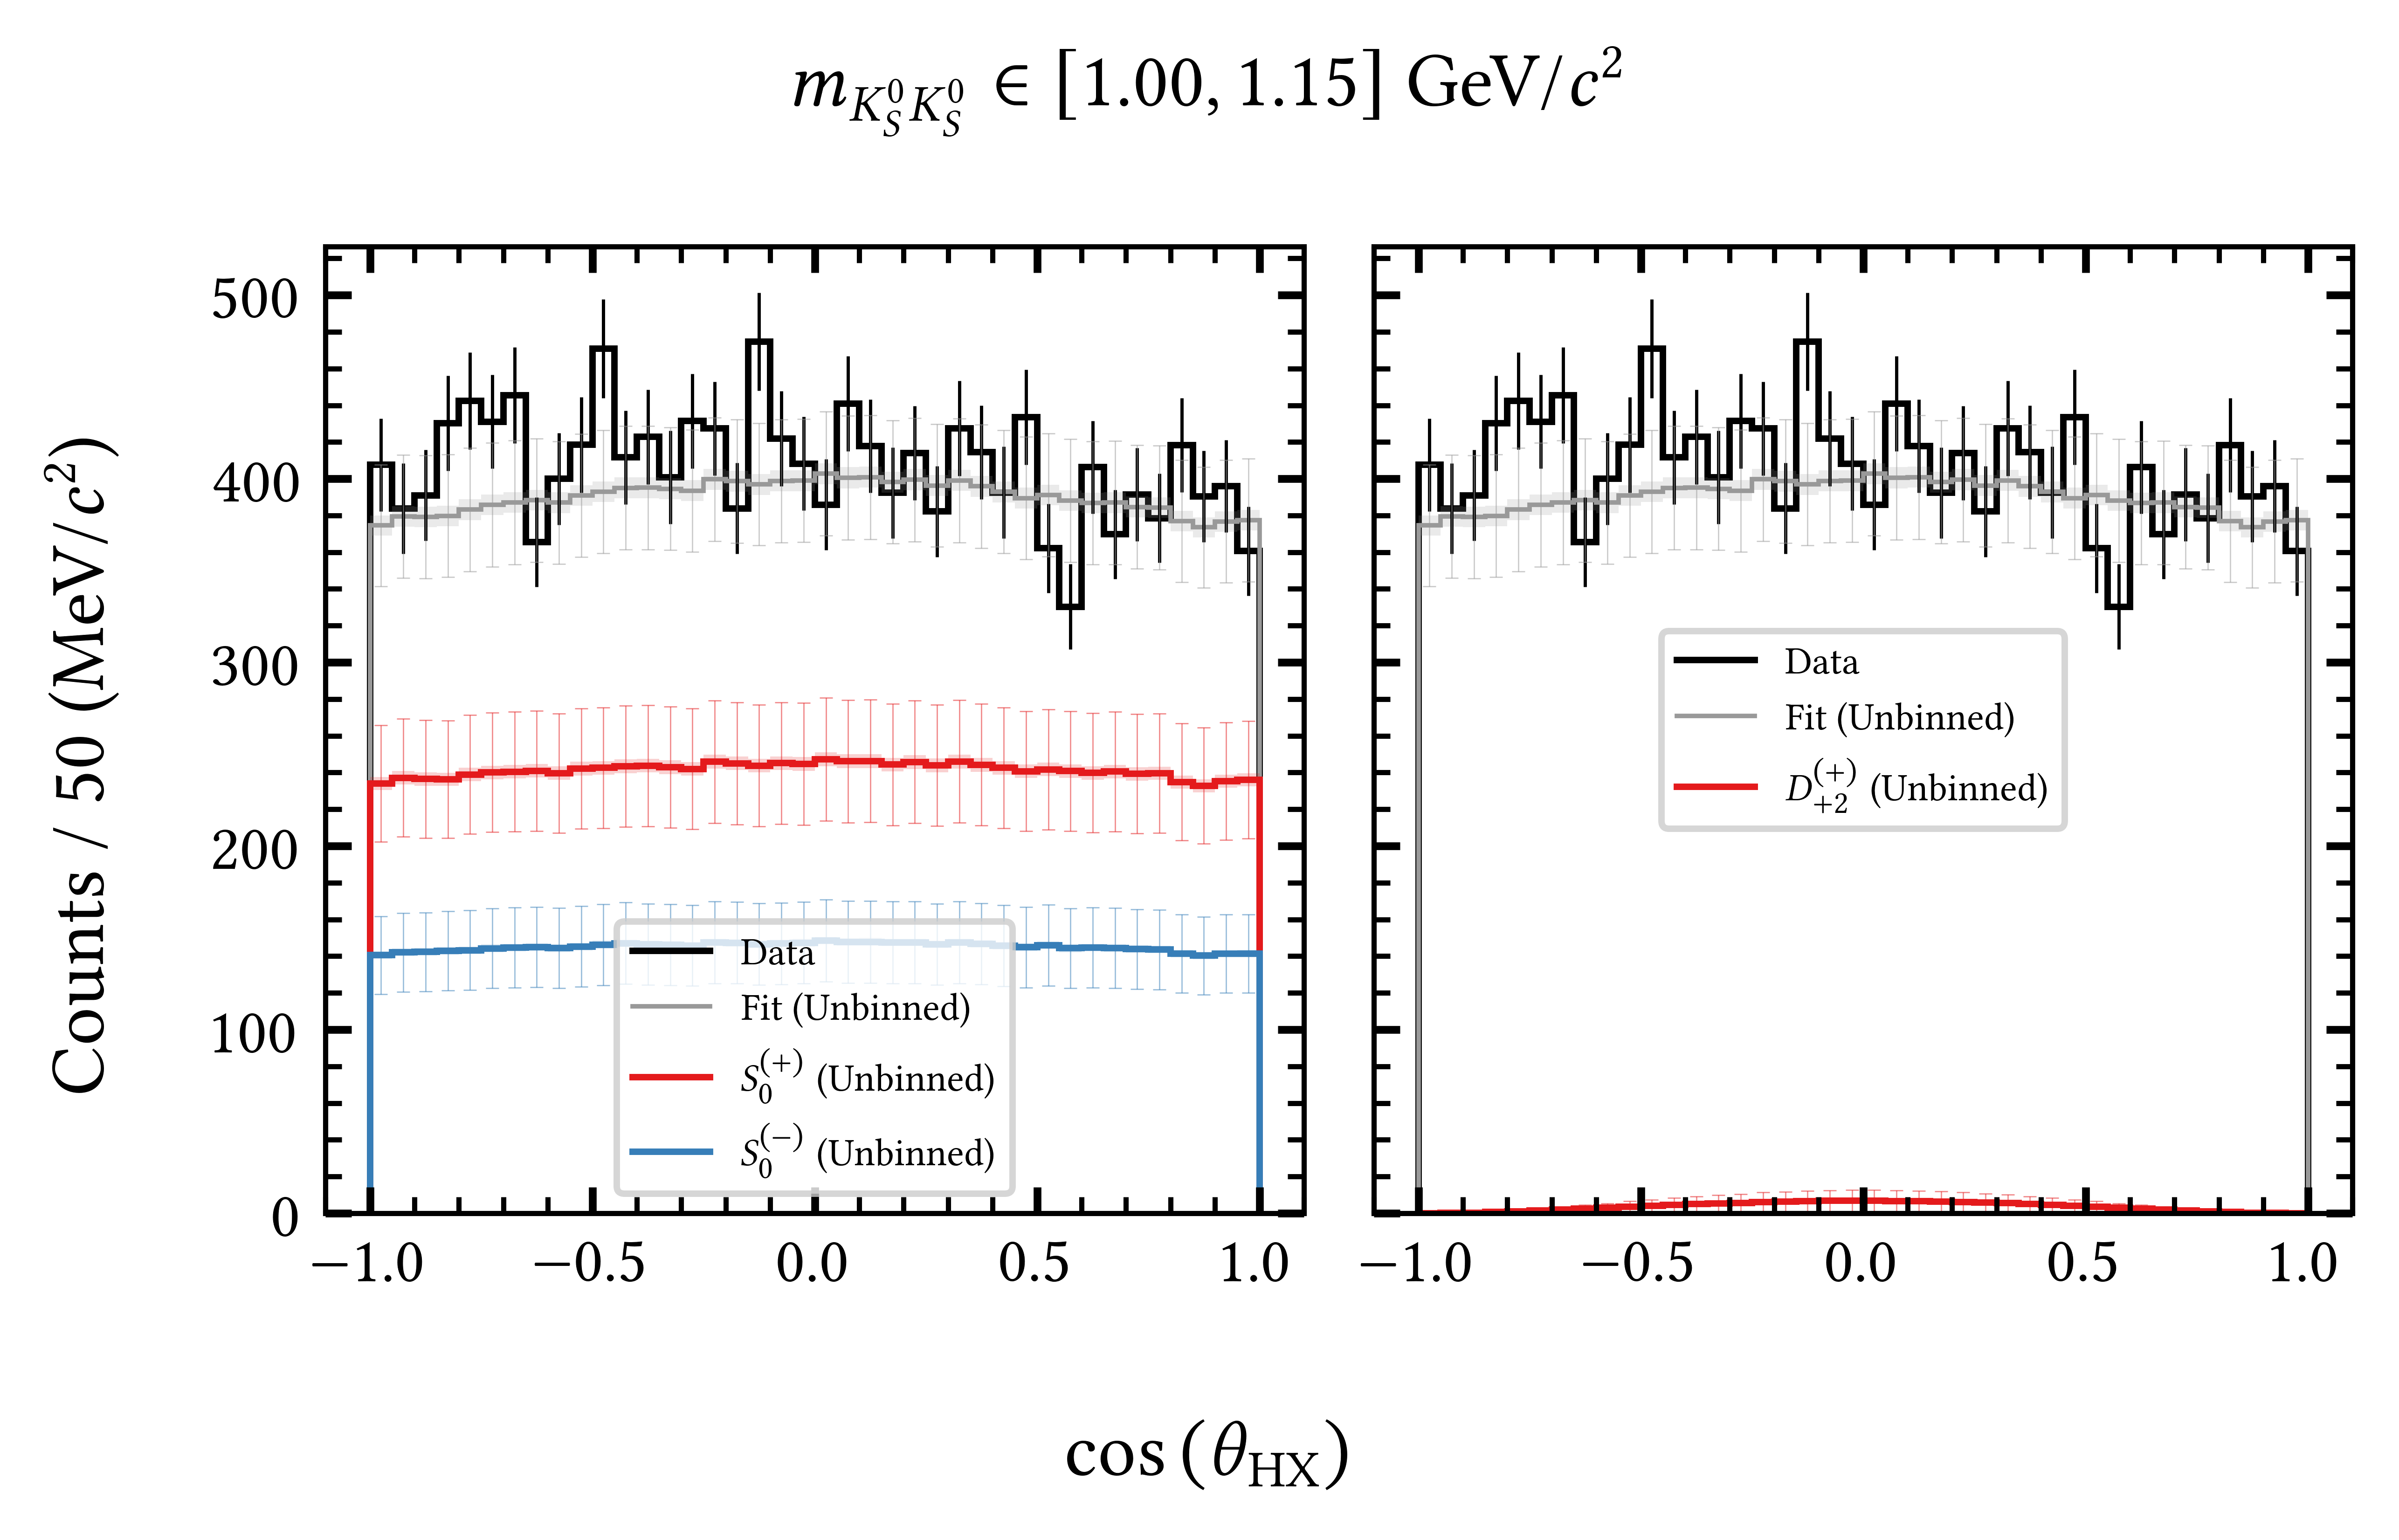 m_{K_S^0 K_S^0} ∈ [1.00, 1.15] GeV/c²
Counts / 50 (MeV/c²)
500
400
300
200
100
0
Data
Fit (Unbinned)
S_0^{(+)} (Unbinned)
S_0^{(−)} (Unbinned)
Data
Fit (Unbinned)
D_{+2}^{(+)} (Unbinned)
−1.0 −0.5 0.0 0.5 1.0
−1.0 −0.5 0.0 0.5 1.0
cos (θ_{HX})